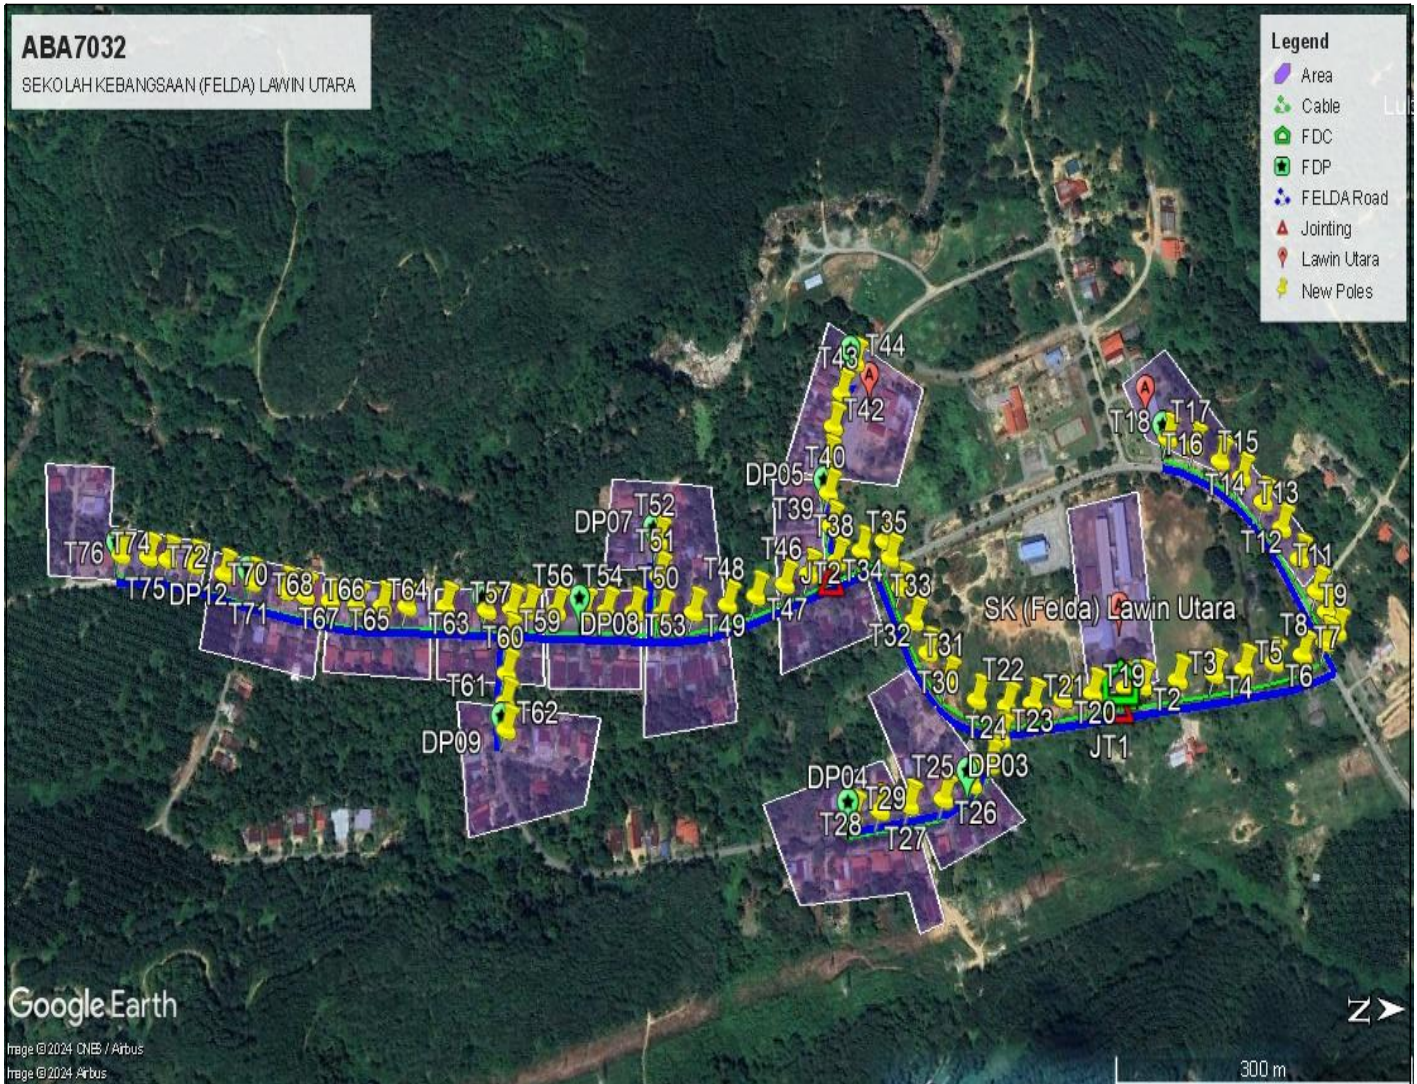 ABA7032
SEKOLAH KEBANGSAAN (FELDA) LAWIN UTARA
Legend
Area
Cable
FDC
FDP
FELDA Road
Jointing
Lawin Utara
New Poles
T44
T43
T42
T18
T17
T16
T15
T14
T13
T12
T11
T9
T8
T7
T40
DP05
T39
T38
T35
T52
DP07
T51
T50
T46
JT2
T34
T33
T48
T47
T76
T74
T72
T75
DP12
T70
T71
T68
T67
T66
T65
T64
T63
T57
T56
T54
T59
DP08
T53
T49
T60
T61
T62
DP09
SK (Felda) Lawin Utara
T32
T31
T30
T22
T21
T19
T20
T2
T3
T4
T5
T6
T24
T23
JT1
T25
DP03
DP04
T29
T26
T28
T27
Google Earth
Image © 2024 CNES / Airbus
Image © 2024 Airbus
N
300 m